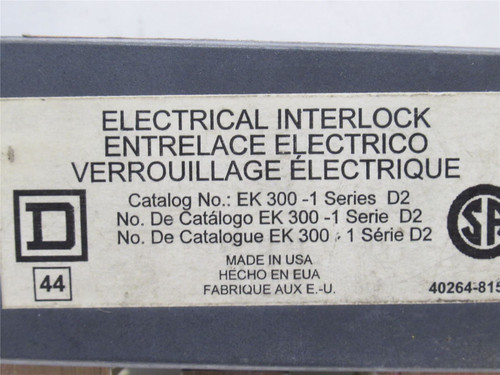 ELECTRICAL INTERLOCK
ENTRELACE ELECTRICO
VERROUILLAGE ÉLECTRIQUE
Catalog No.: EK 300 -1 Series D2
No. De Catálogo EK 300 -1 Serie D2
No. De Catalogue EK 300 - 1 Série D2
D
SA
MADE IN USA
HECHO EN EUA
FABRIQUE AUX E.-U.
44
40264-815